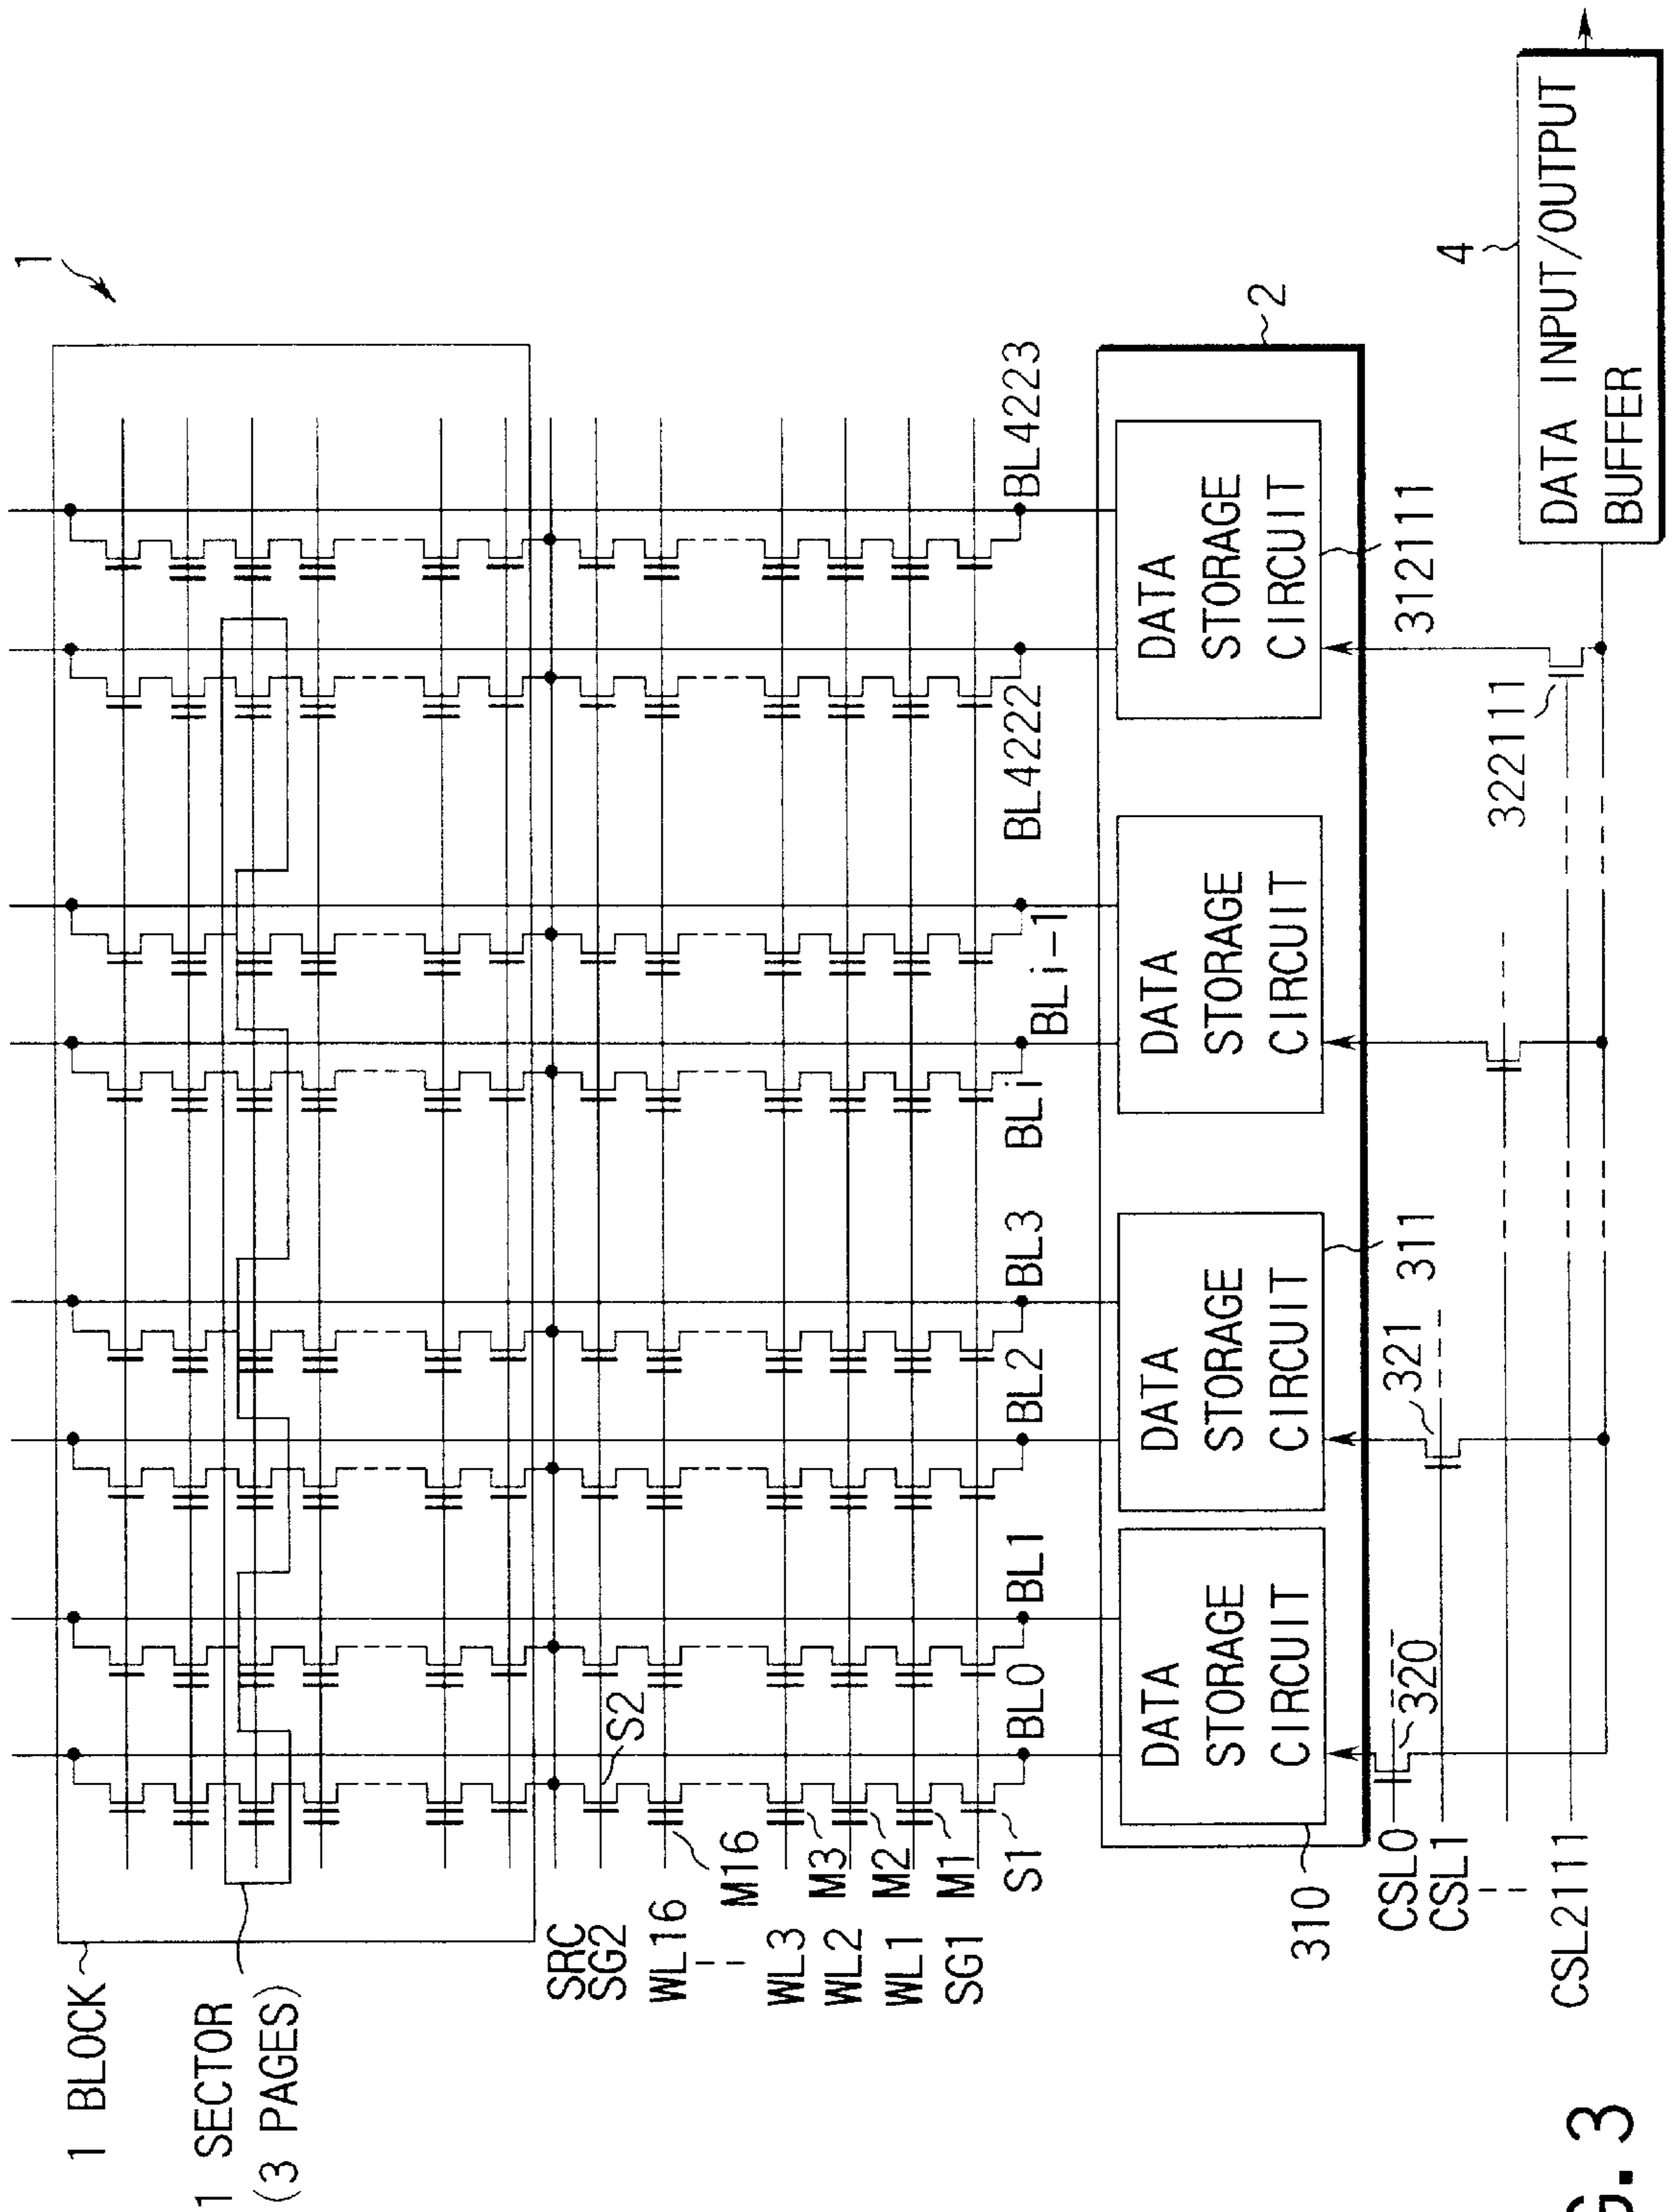 1
1 BLOCK
1 SECTOR
(3 PAGES)
SRC
SG2
WL16
WL3
WL2
WL1
SG1
M16
M3
M2
M1
S1
S2
BL0
BL1
BL2
BL3
BLi
BLi-1
BL4222
BL4223
2
DATA
STORAGE
CIRCUIT
DATA
STORAGE
CIRCUIT
DATA
STORAGE
CIRCUIT
DATA
STORAGE
CIRCUIT
310
311
3122111
CSL0
CSL1
CSL2111
320
321
322111
4
DATA INPUT/OUTPUT
BUFFER
G. 3